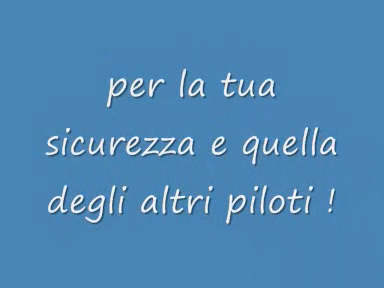 per la tua
sicurezza e quella
degli altri piloti !